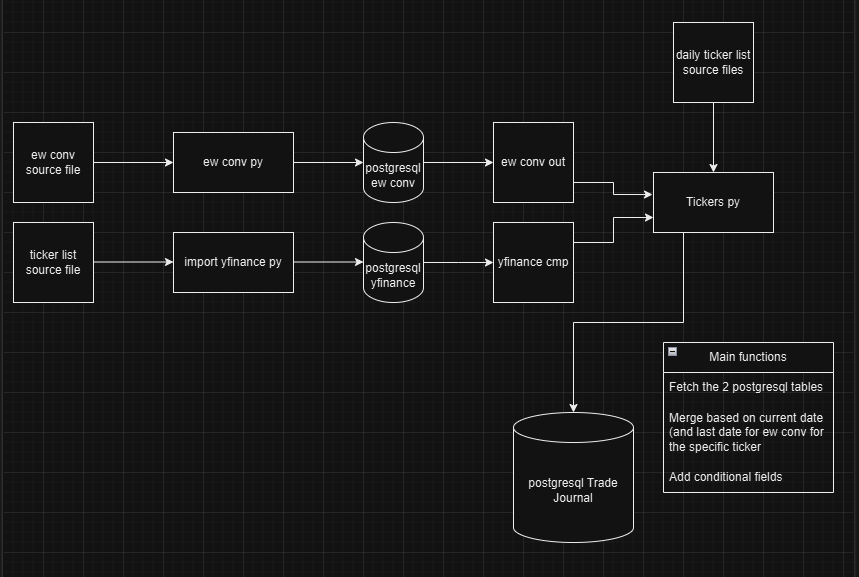 daily ticker list
source files
ew conv
source file
ew conv py
postgresql
ew conv
ew conv out
Tickers py
ticker list
source file
import yfinance py
postgresql
yfinance
yfinance cmp
Main functions
Fetch the 2 postgresql tables
Merge based on current date
(and last date for ew conv for
the specific ticker
Add conditional fields
postgresql Trade
Journal